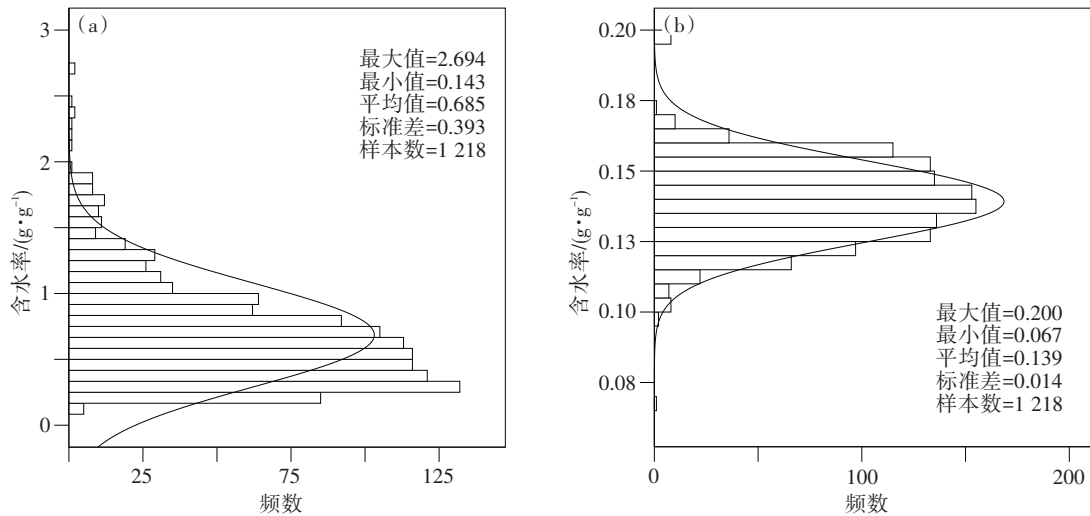 (a)
3
2
1
0
含水率/(g·g⁻¹)
最大值=2.694
最小值=0.143
平均值=0.685
标准差=0.393
样本数=1 218
25
75
125
频数
(b)
0.20
0.18
0.15
0.13
0.10
0.08
含水率/(g·g⁻¹)
最大值=0.200
最小值=0.067
平均值=0.139
标准差=0.014
样本数=1 218
0
100
200
频数